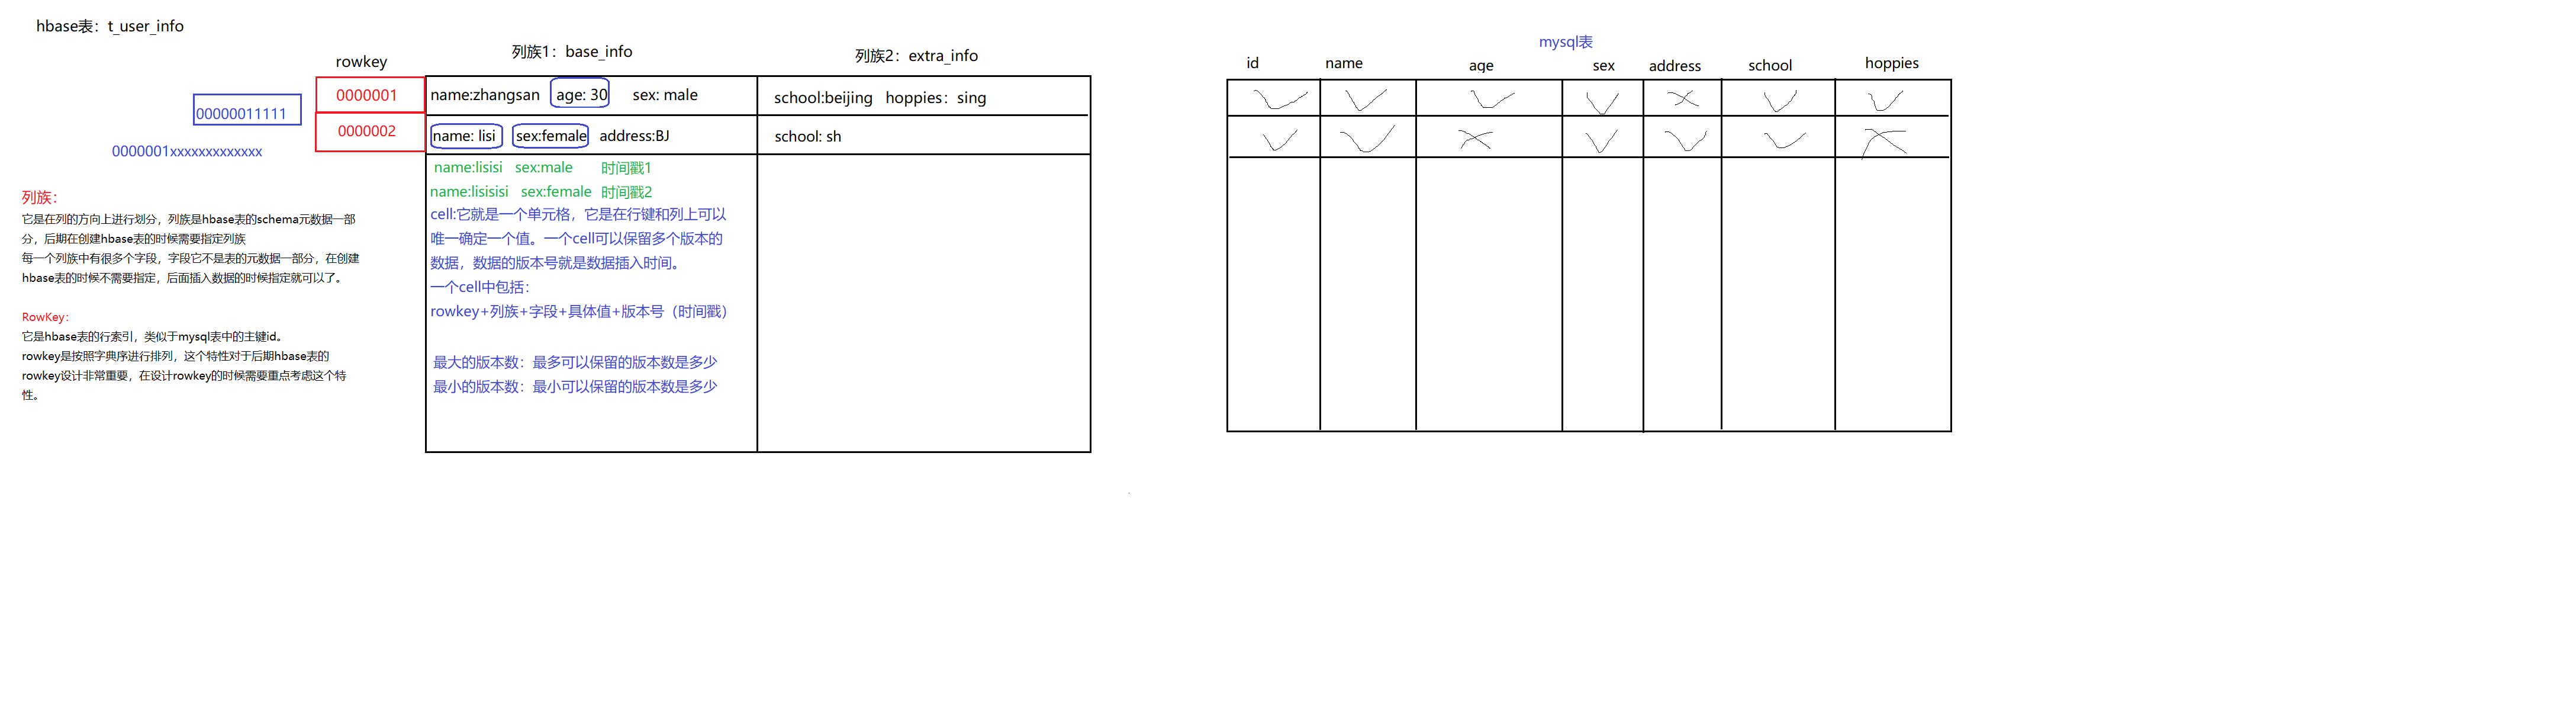 hbase表：t_user_info
rowkey
列族1：base_info
列族2：extra_info
0000001
name:zhangsan age: 30 sex: male
school:beijing hoppies：sing
00000011111
0000002
name: lisi sex:female address:BJ
school: sh
0000001xxxxxxxxxxxxx
name:lisisi sex:male 时间戳1
name:lisisisi sex:female 时间戳2
cell:它就是一个单元格，它是在行键和列上可以
唯一确定一个值。一个cell可以保留多个版本的
数据，数据的版本号就是数据插入时间。
一个cell中包括：
rowkey+列族+字段+具体值+版本号（时间戳）
最大的版本数：最多可以保留的版本数是多少
最小的版本数：最小可以保留的版本数是多少
列族：
它是在列的方向上进行划分，列族是hbase表的schema元数据一部
分，后期在创建hbase表的时候需要指定列族
每一个列族中有很多个字段，字段它不是表的元数据一部分，在创建
hbase表的时候不需要指定，后面插入数据的时候指定就可以了。
RowKey：
它是hbase表的行索引，类似于mysql表中的主键id。
rowkey是按照字典序进行排列，这个特性对于后期hbase表的
rowkey设计非常重要，在设计rowkey的时候需要重点考虑这个特
性。
mysql表
id name age sex address school hoppies